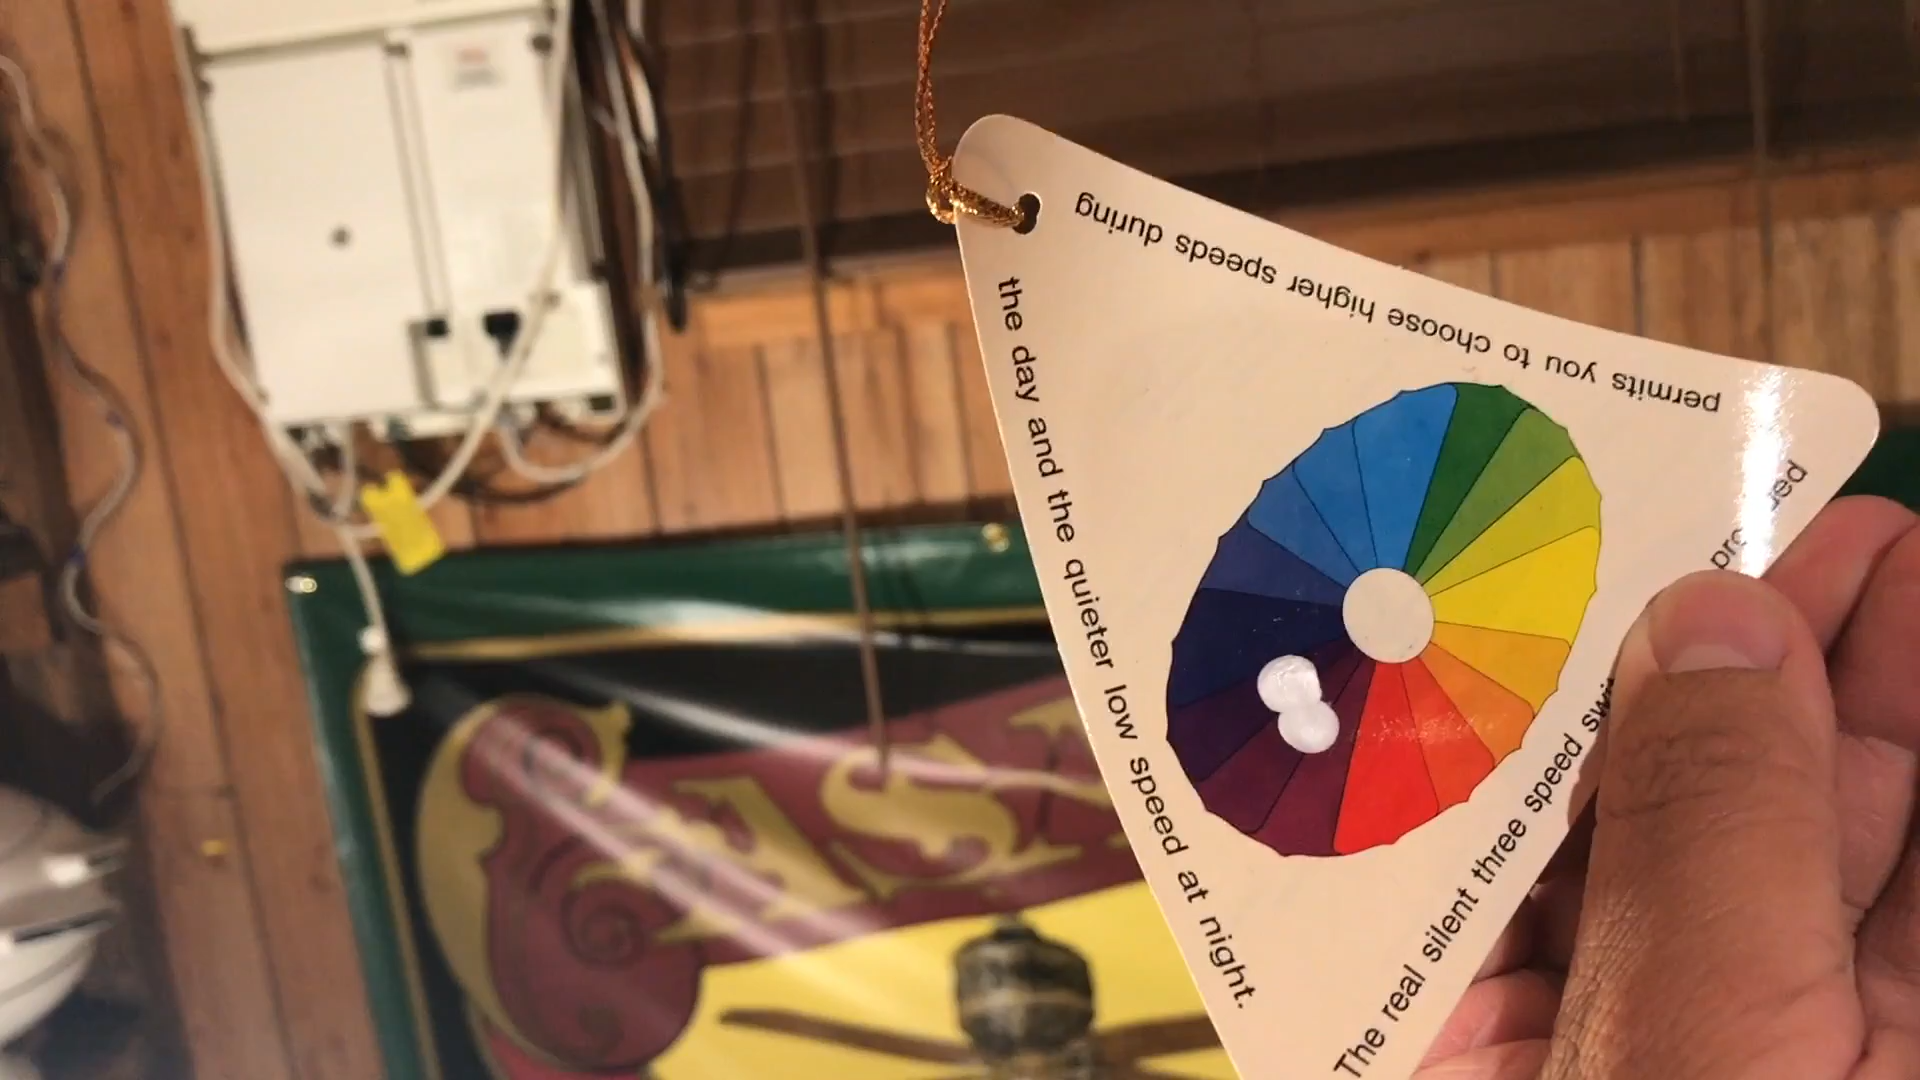 The real silent three speed
permits you to choose higher speeds during
the day and the quieter low speed at night.